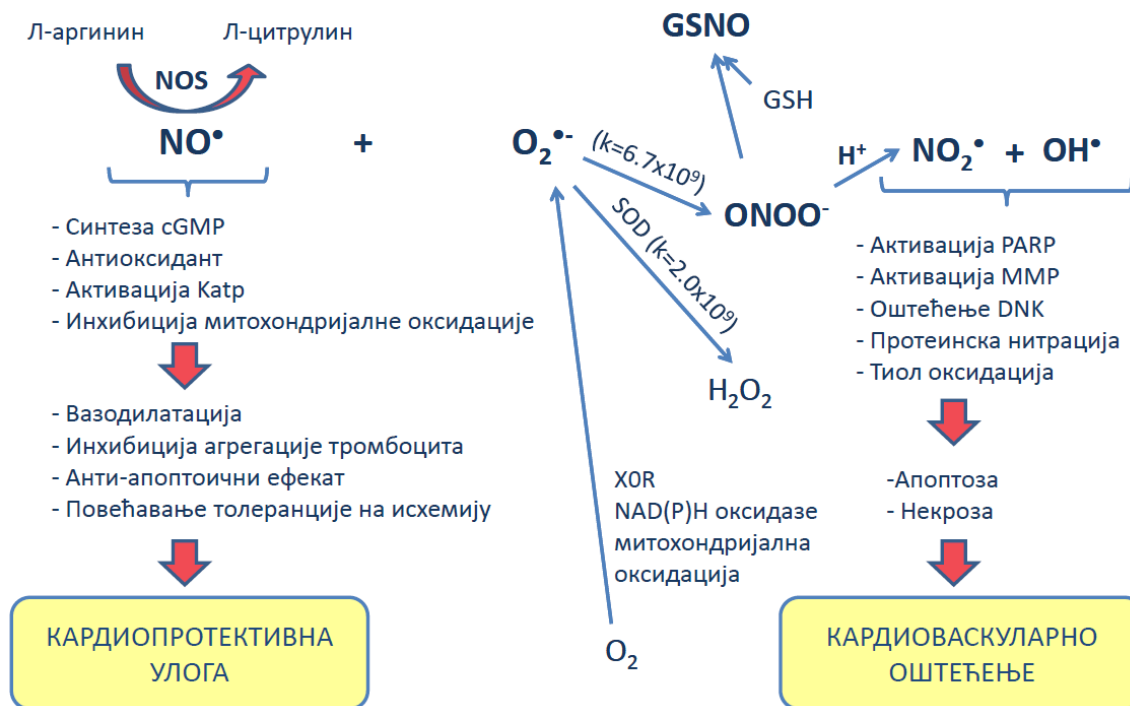 Л-аргинин
Л-цитрулин
NOS
NO• + O₂•⁻
- Синтеза cGMP
- Антиоксидант
- Активација Katp
- Инхибиција митохондријалне оксидације
- Вазодилатација
- Инхибиција агрегације тромбоцита
- Анти-апоптоични ефекат
- Повећавање толеранције на исхемију
КАРДИОПРОТЕКТИВНА
УЛОГА
GSNO
GSH
(k=6.7x10⁹)
ONOO⁻
SOD (k=2.0x10⁹)
H₂O₂
X0R
NAD(P)H оксидазе
митохондријална
оксидација
O₂
H⁺
NO₂• + OH•
- Активација PARP
- Активација MMP
- Оштећење DNK
- Протеинска нитрација
- Тиол оксидација
-Апоптоза
- Некроза
КАРДИОВАСКУЛАРНО
ОШТЕЋЕЊЕ